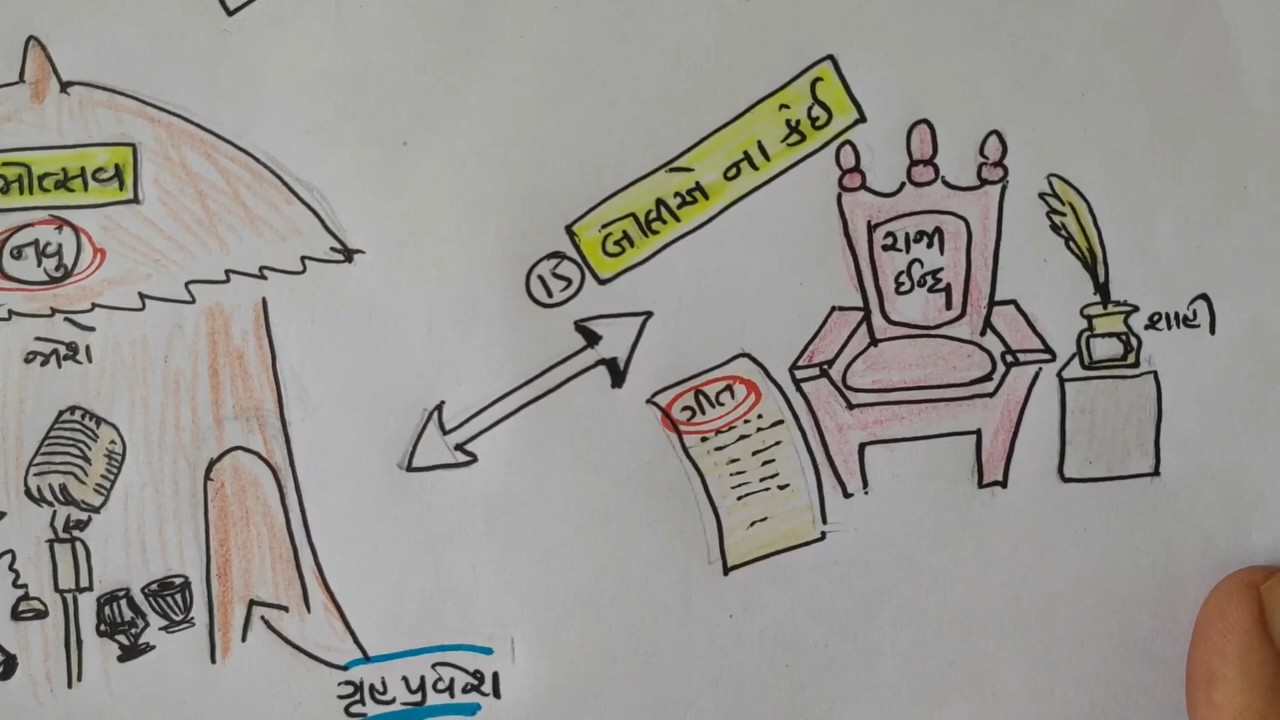 મોત્સવ
નવું
જોશ
15
બોલીએ ના કંઈ
રાજા
ઈન્દ્ર
શાહી
ગીત
ગૃહપ્રવેશ